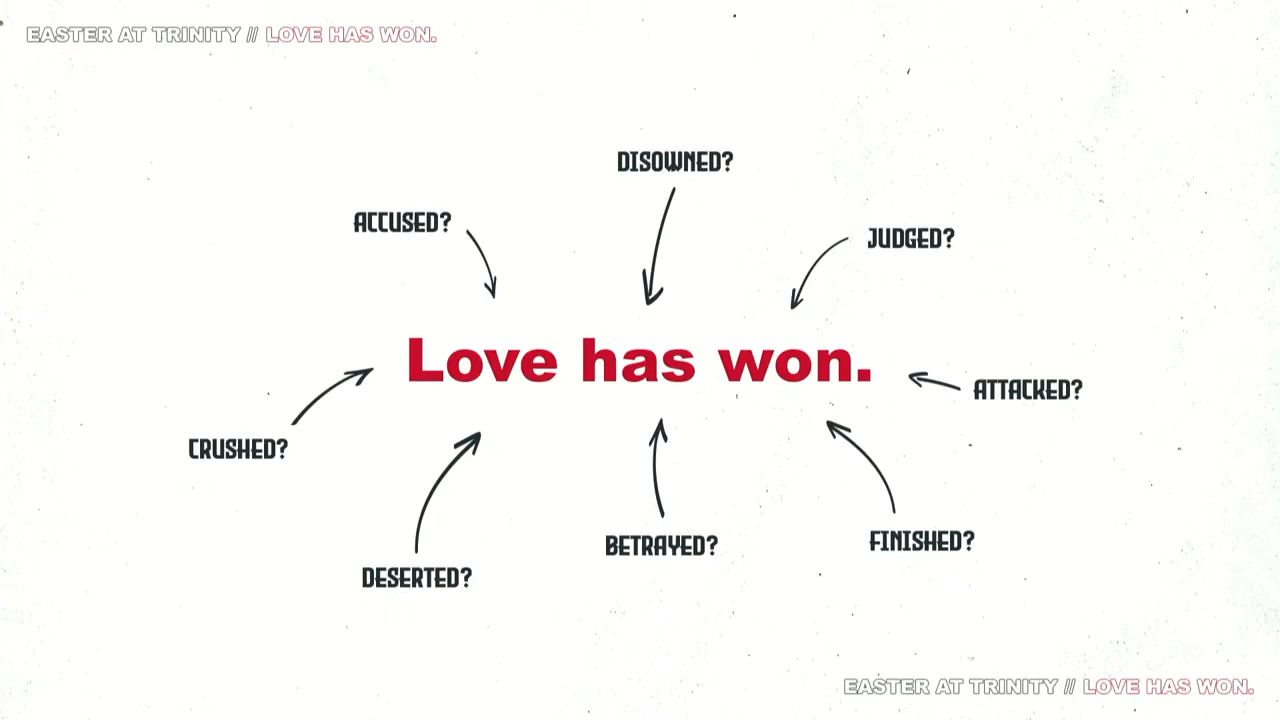 EASTER AT TRINITY // LOVE HAS WON.
DISOWNED?
ACCUSED?
JUDGED?
Love has won.
ATTACKED?
CRUSHED?
FINISHED?
BETRAYED?
DESERTED?
EASTER AT TRINITY // LOVE HAS WON.